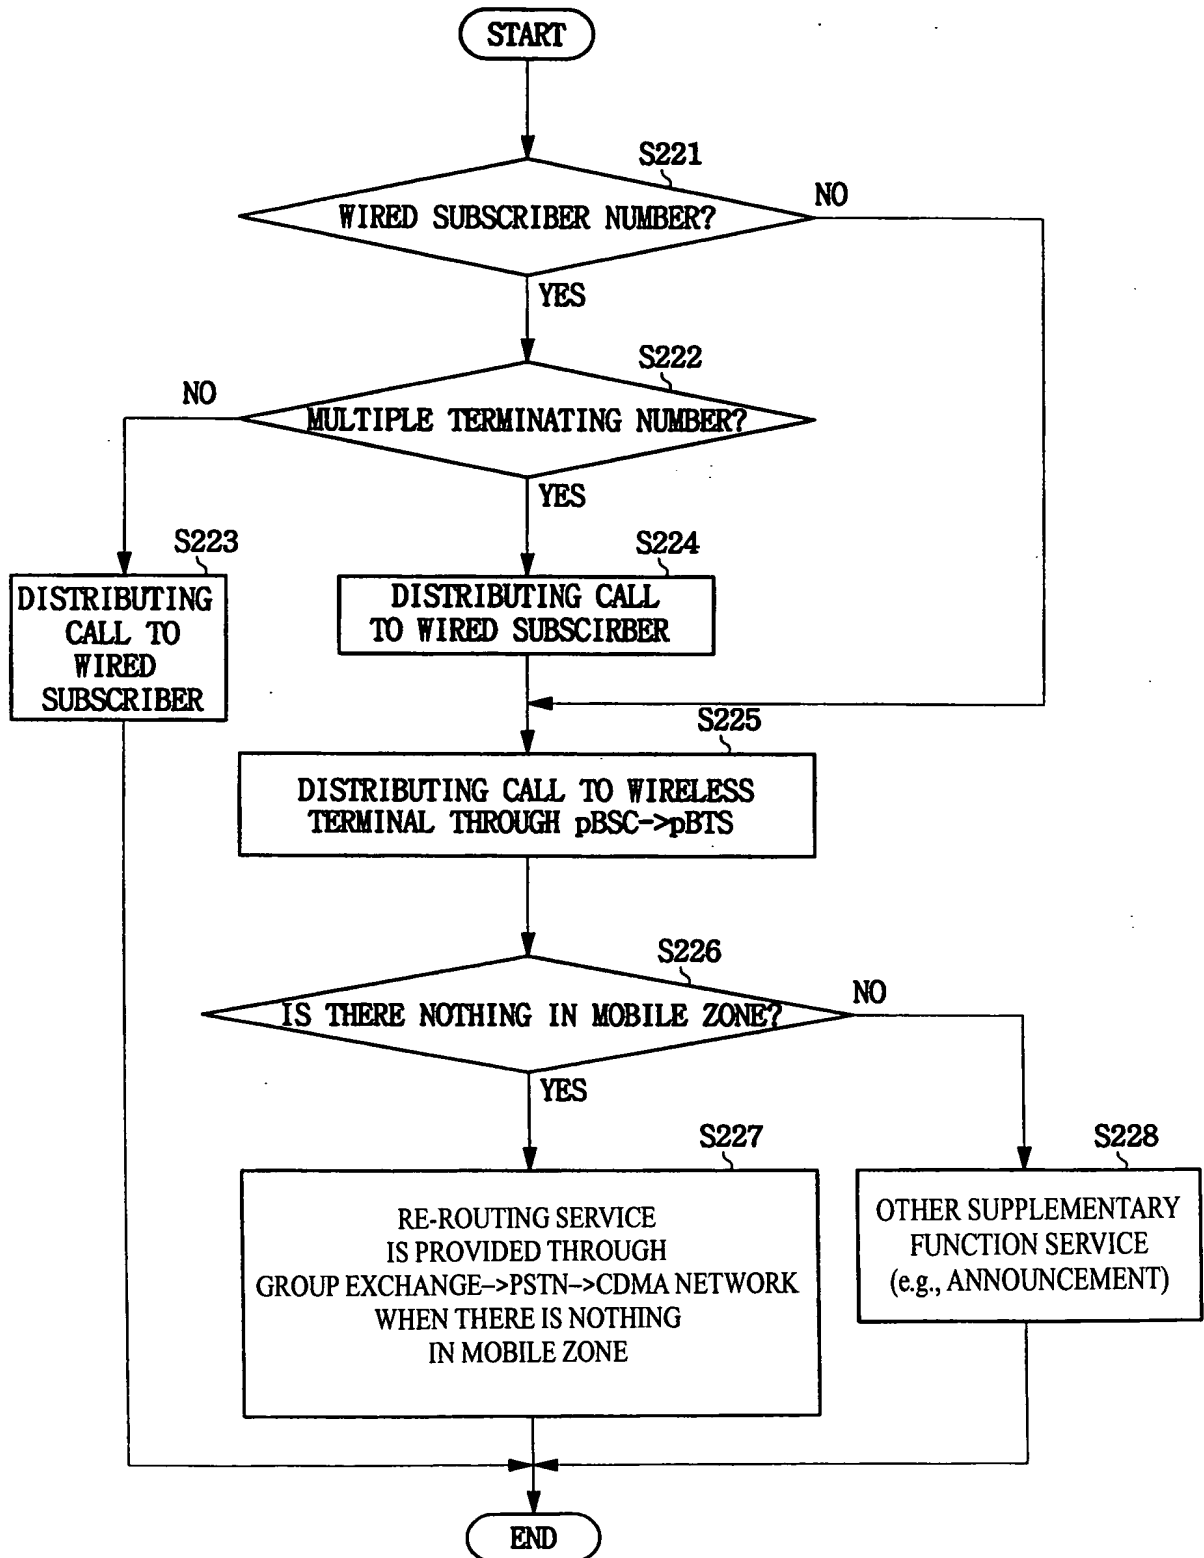 START
S221
WIRED SUBSCRIBER NUMBER?
NO
YES
S222
NO
MULTIPLE TERMINATING NUMBER?
YES
S223
DISTRIBUTING
CALL TO
WIRED
SUBSCRIBER
S224
DISTRIBUTING CALL
TO WIRED SUBSCIRBER
S225
DISTRIBUTING CALL TO WIRELESS
TERMINAL THROUGH pBSC->pBTS
S226
IS THERE NOTHING IN MOBILE ZONE?
NO
YES
S227
RE-ROUTING SERVICE
IS PROVIDED THROUGH
GROUP EXCHANGE->PSTN->CDMA NETWORK
WHEN THERE IS NOTHING
IN MOBILE ZONE
S228
OTHER SUPPLEMENTARY
FUNCTION SERVICE
(e.g., ANNOUNCEMENT)
END